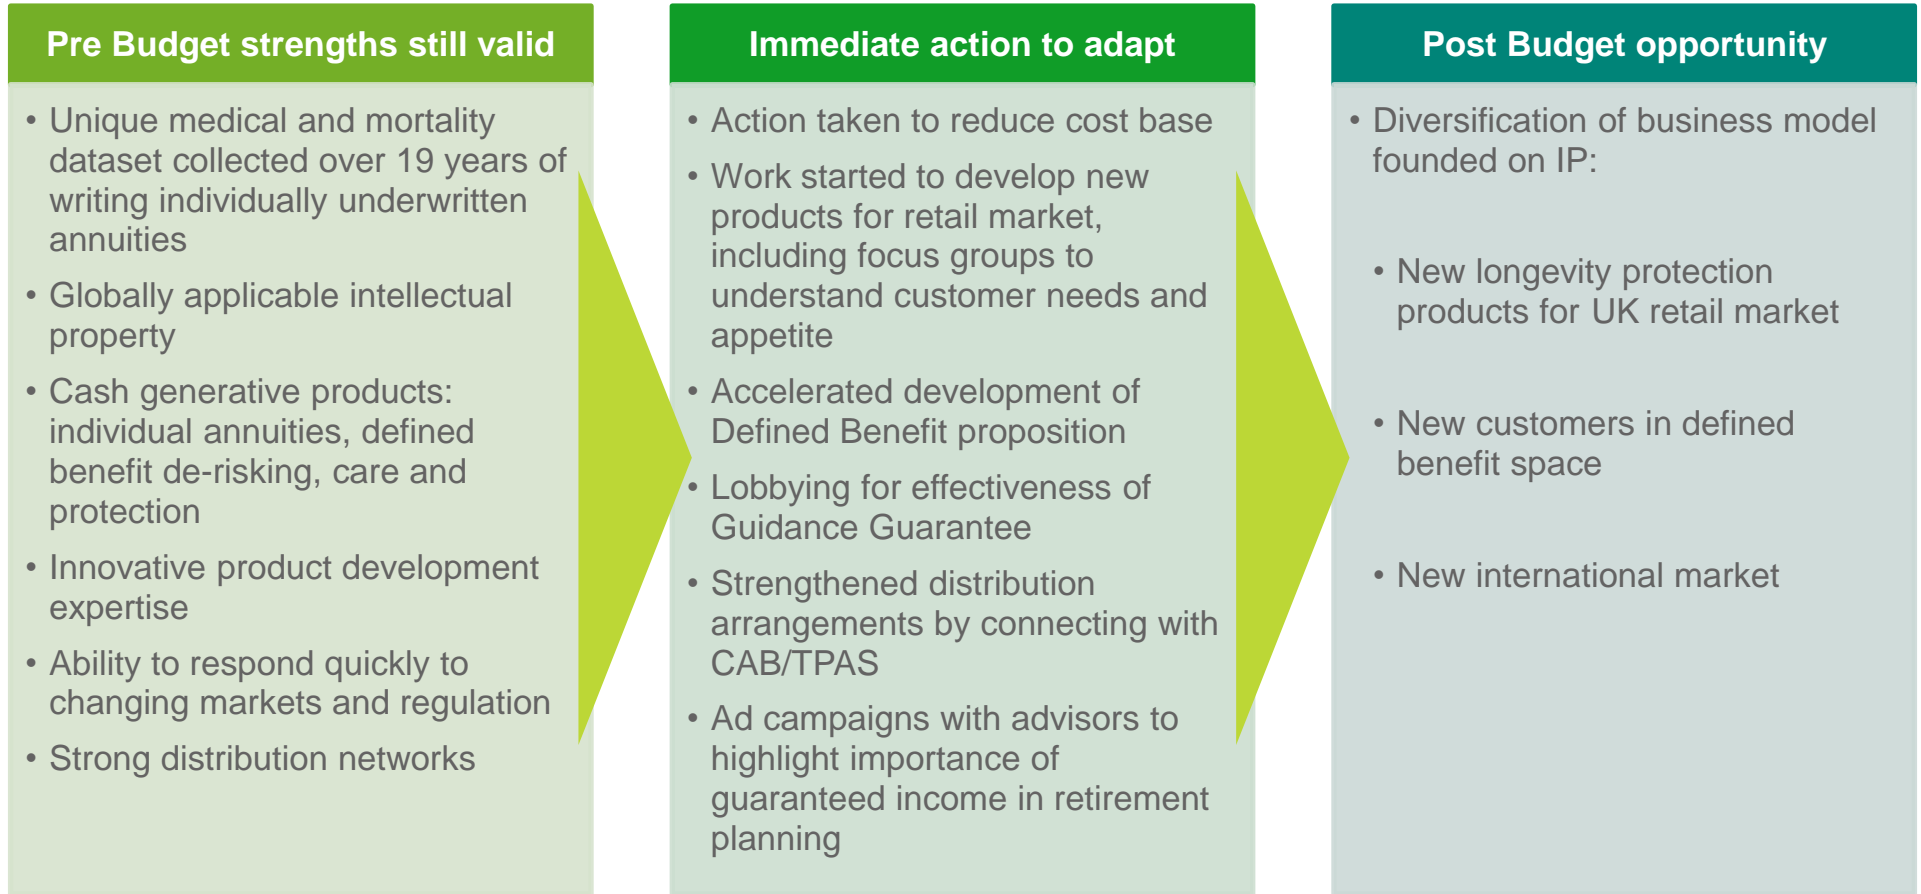 Pre Budget strengths still valid
• Unique medical and mortality
dataset collected over 19 years of
writing individually underwritten
annuities
• Globally applicable intellectual
property
• Cash generative products:
individual annuities, defined
benefit de-risking, care and
protection
• Innovative product development
expertise
• Ability to respond quickly to
changing markets and regulation
• Strong distribution networks
Immediate action to adapt
• Action taken to reduce cost base
• Work started to develop new
products for retail market,
including focus groups to
understand customer needs and
appetite
• Accelerated development of
Defined Benefit proposition
• Lobbying for effectiveness of
Guidance Guarantee
• Strengthened distribution
arrangements by connecting with
CAB/TPAS
• Ad campaigns with advisors to
highlight importance of
guaranteed income in retirement
planning
Post Budget opportunity
• Diversification of business model
founded on IP:
• New longevity protection
products for UK retail market
• New customers in defined
benefit space
• New international market